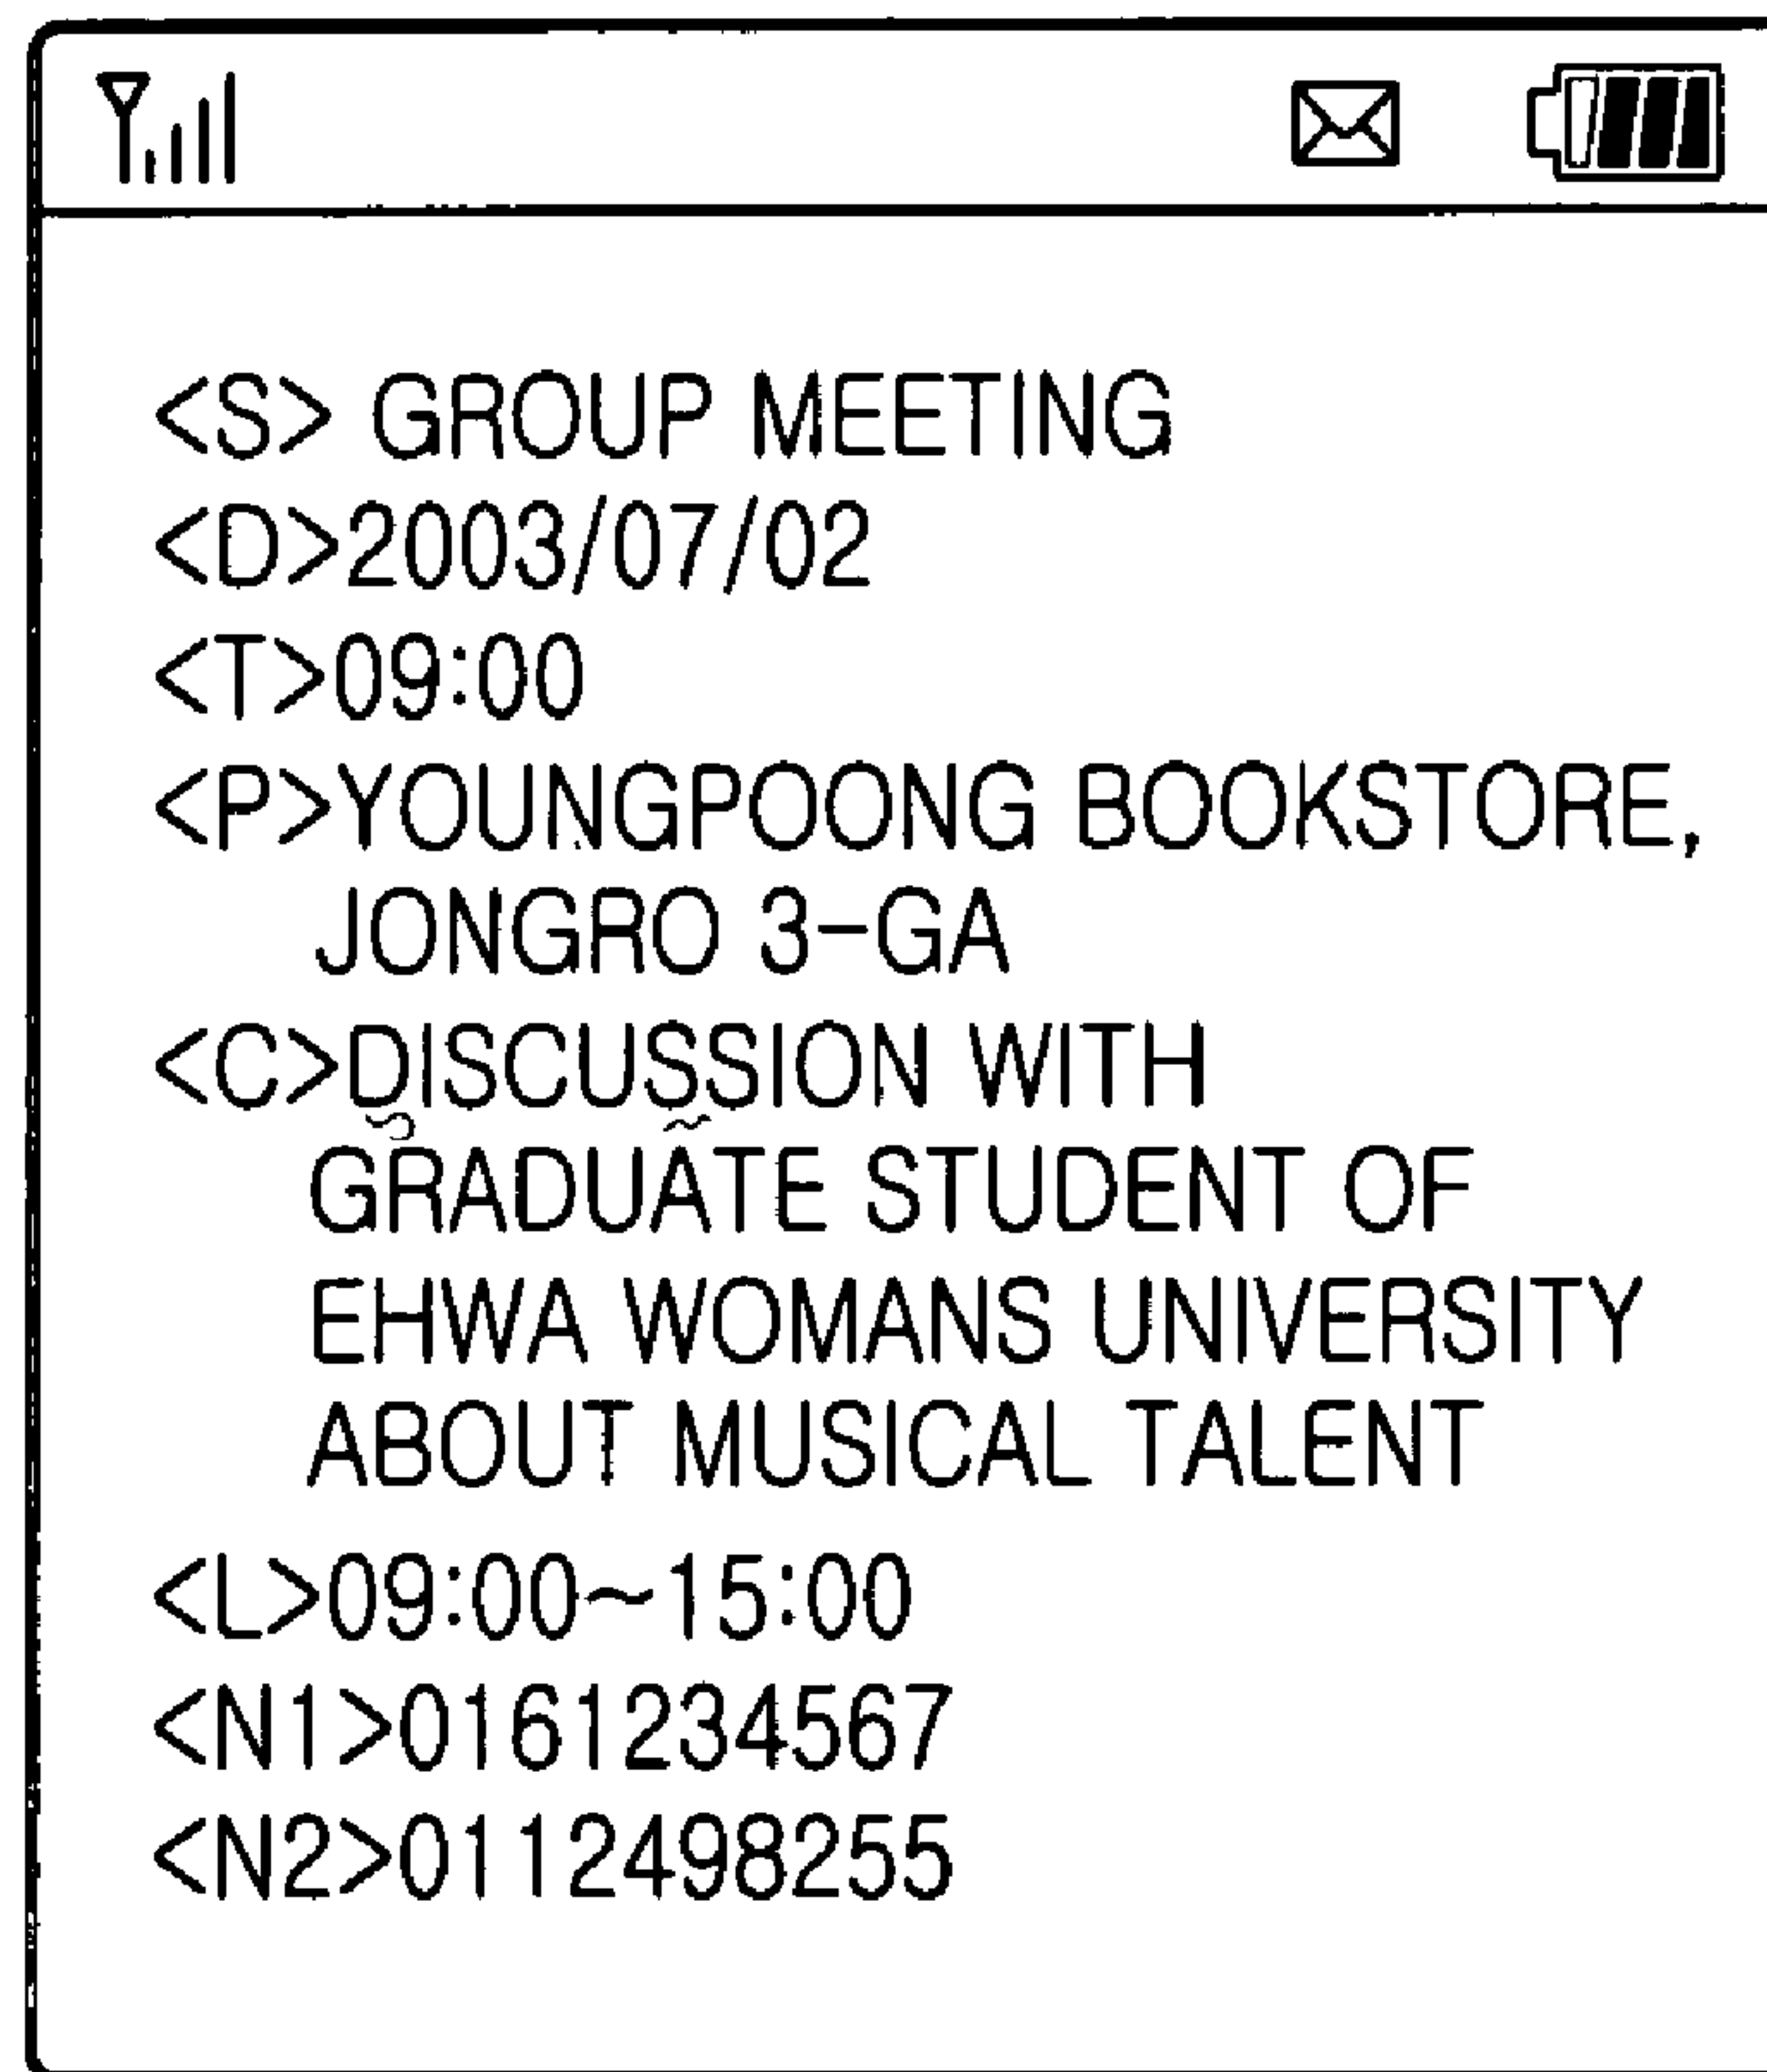 <S> GROUP MEETING
<D>2003/07/02
<T>09:00
<P>YOUNGPOONG BOOKSTORE,
JONGRO 3-GA
<C>DISCUSSION WITH
GRADUATE STUDENT OF
EHWA WOMANS UNIVERSITY
ABOUT MUSICAL TALENT
<L>09:00~15:00
<N1>0161234567
<N2>0112498255